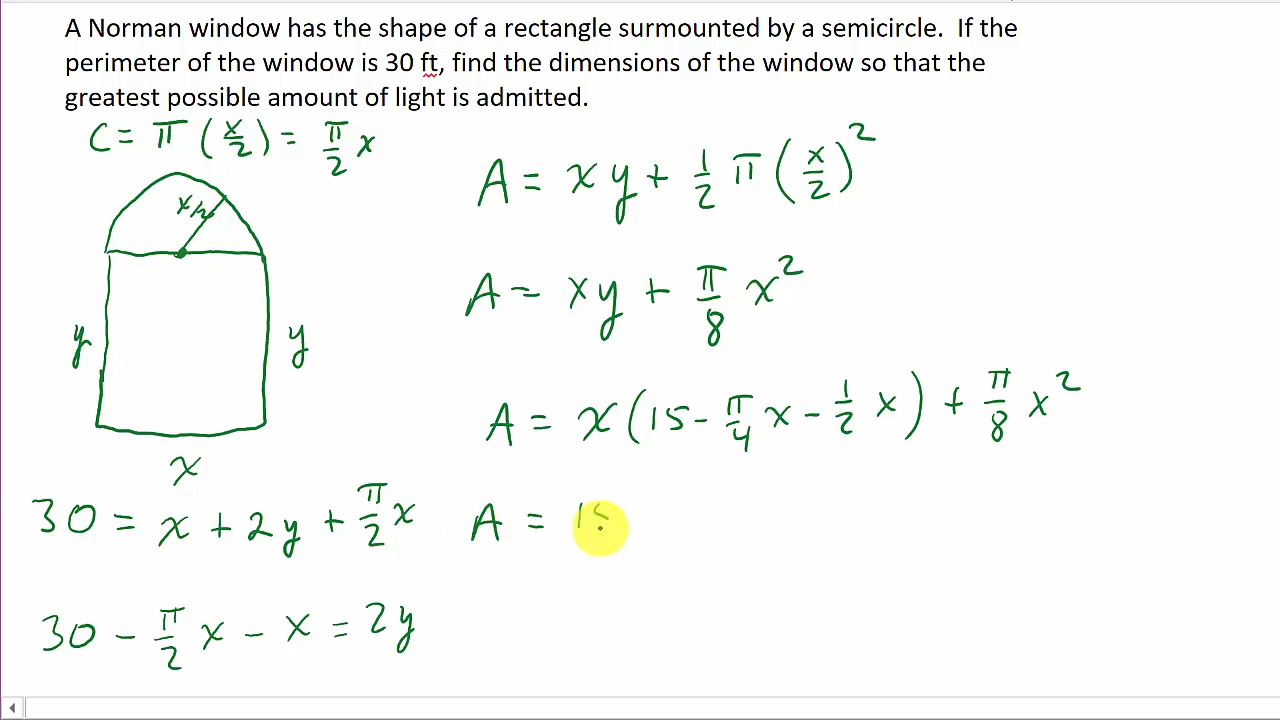 A Norman window has the shape of a rectangle surmounted by a semicircle. If the
perimeter of the window is 30 ft, find the dimensions of the window so that the
greatest possible amount of light is admitted.
C = π (x/2) = π/2 x
x/2
y
y
x
30 = x + 2y + π/2 x
30 - π/2 x - x = 2y
A = xy + 1/2 π (x/2)²
A = xy + π/8 x²
A = x(15 - π/4 x - 1/2 x) + π/8 x²
A = 15